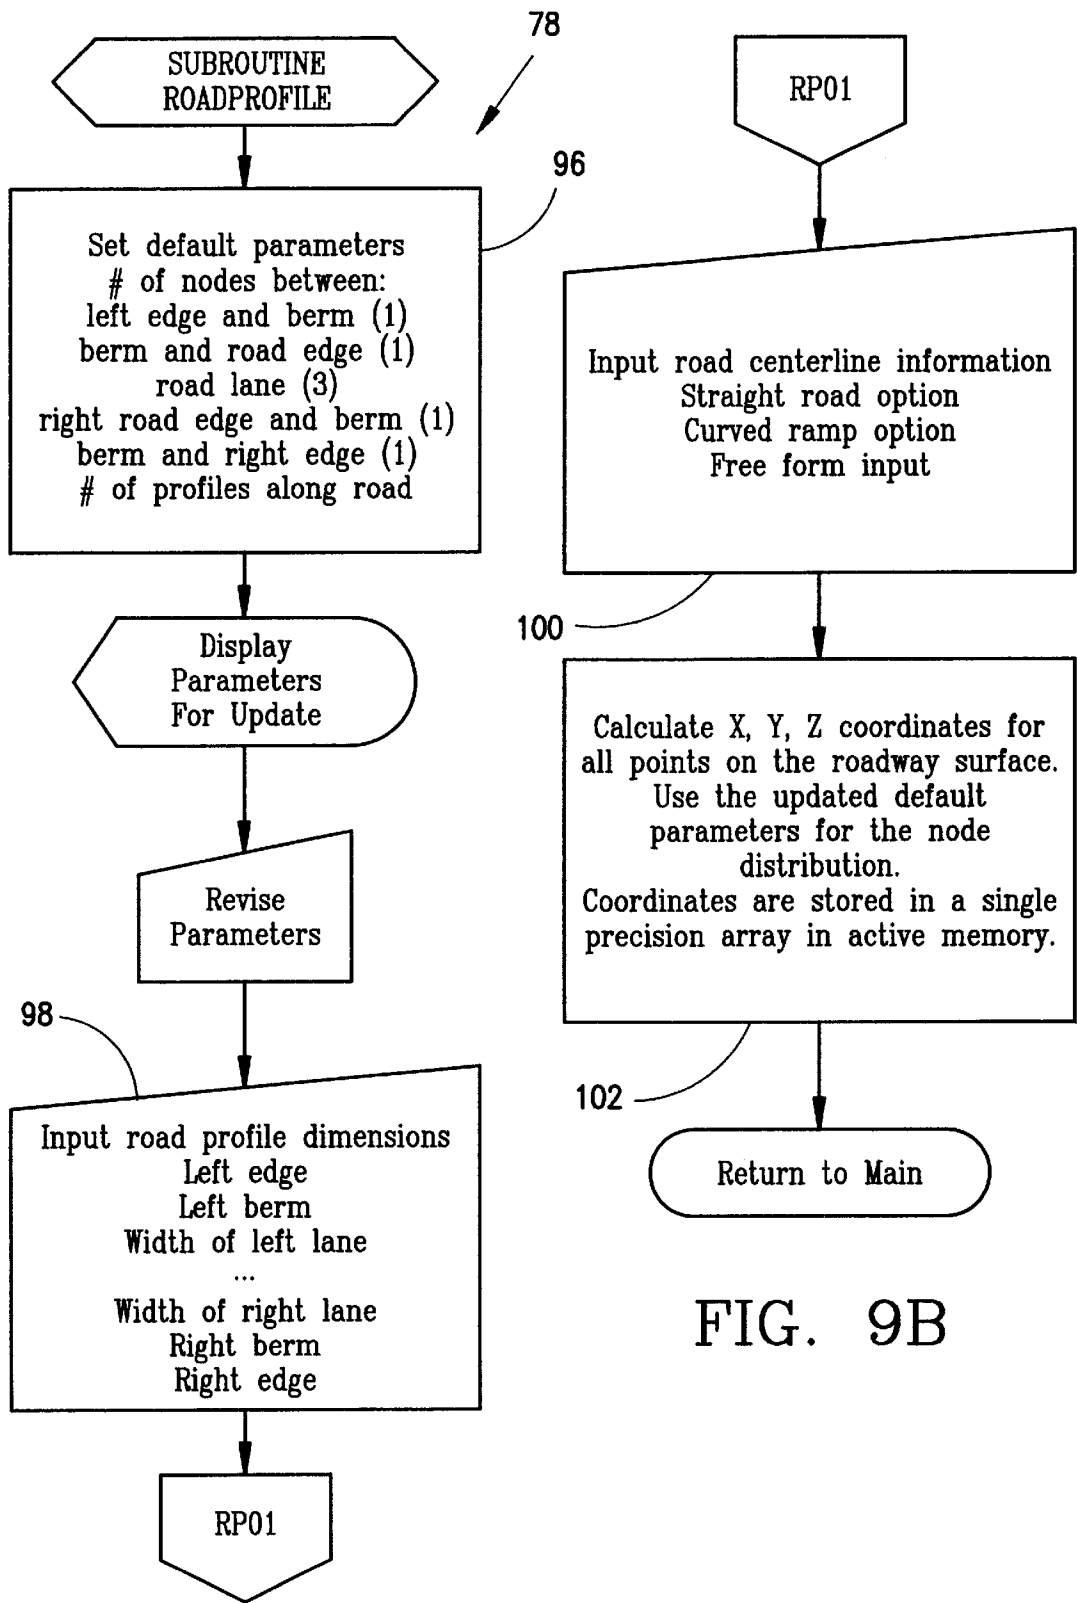 78
SUBROUTINE
ROADPROFILE
96
Set default parameters
# of nodes between:
left edge and berm (1)
berm and road edge (1)
road lane (3)
right road edge and berm (1)
berm and right edge (1)
# of profiles along road
Display
Parameters
For Update
Revise
Parameters
98
Input road profile dimensions
Left edge
Left berm
Width of left lane
...
Width of right lane
Right berm
Right edge
RP01
RP01
Input road centerline information
Straight road option
Curved ramp option
Free form input
100
Calculate X, Y, Z coordinates for
all points on the roadway surface.
Use the updated default
parameters for the node
distribution.
Coordinates are stored in a single
precision array in active memory.
102
Return to Main
FIG. 9B